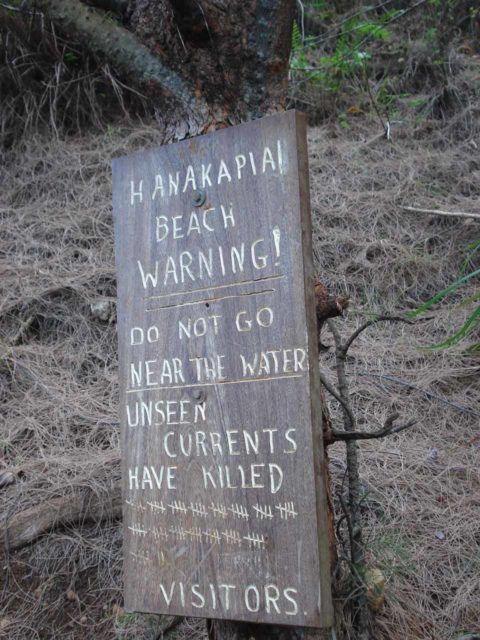 HANAKAPIAI
BEACH
WARNING!
DO NOT GO
NEAR THE WATER
UNSEEN
CURRENTS
HAVE KILLED
VISITORS.